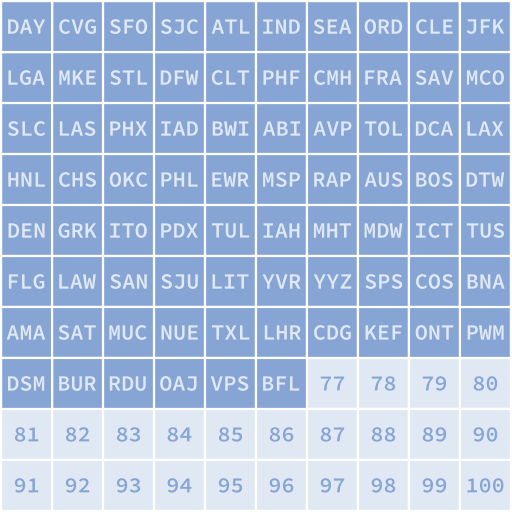 DAY CVG SFO SJC ATL IND SEA ORD CLE JFK
LGA MKE STL DFW CLT PHF CMH FRA SAV MCO
SLC LAS PHX IAD BWI ABI AVP TOL DCA LAX
HNL CHS OKC PHL EWR MSP RAP AUS BOS DTW
DEN GRK ITO PDX TUL IAH MHT MDW ICT TUS
FLG LAW SAN SJU LIT YVR YYZ SPS COS BNA
AMA SAT MUC NUE TXL LHR CDG KEF ONT PWM
DSM BUR RDU OAJ VPS BFL 77 78 79 80
81 82 83 84 85 86 87 88 89 90
91 92 93 94 95 96 97 98 99 100